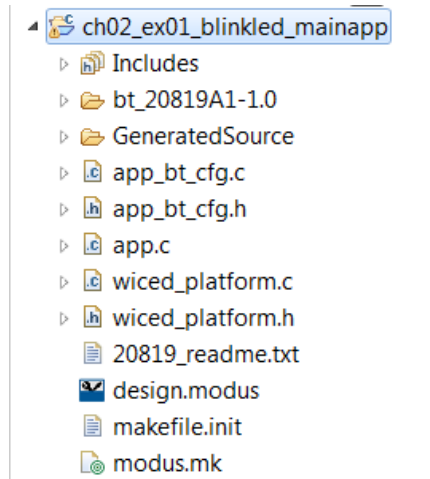 ch02_ex01_blinkled_mainapp
Includes
bt_20819A1-1.0
GeneratedSource
app_bt_cfg.c
app_bt_cfg.h
app.c
wiced_platform.c
wiced_platform.h
20819_readme.txt
design.modus
makefile.init
modus.mk